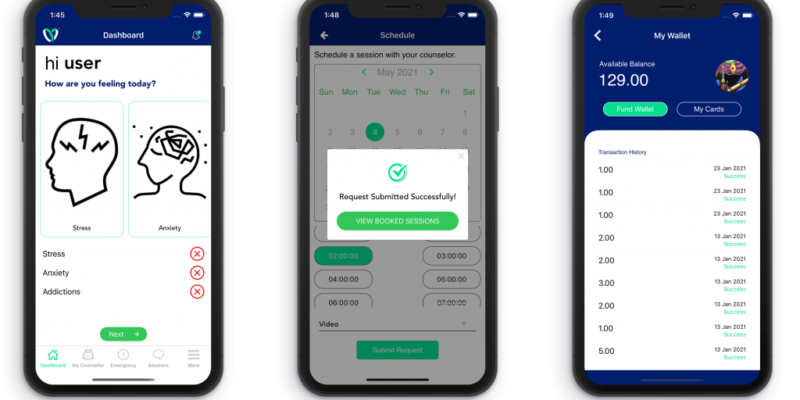 1:45
Dashboard
hi user
How are you feeling today?
Stress
Anxiety
Stress
Anxiety
Addictions
Next →
Dashboard
My Counsellor
Emergency
Sessions
More
1:48
Schedule
Schedule a session with your counselor.
May 2021
Sun Mon Tue Wed Thu Fri Sat
1
2 3 4 5 6 7 8
Request Submitted Successfully!
VIEW BOOKED SESSIONS
02:00:00
03:00:00
04:00:00
05:00:00
06:00:00
07:00:00
Video
Submit Request
1:49
My Wallet
Available Balance
129.00
Fund Wallet
My Cards
Transaction History
1.00 23 Jan 2021
Success
1.00 23 Jan 2021
Success
1.00 23 Jan 2021
Success
2.00 13 Jan 2021
Success
2.00 13 Jan 2021
Success
3.00 13 Jan 2021
Success
2.00 13 Jan 2021
Success
1.00 13 Jan 2021
Success
5.00 13 Jan 2021
Success